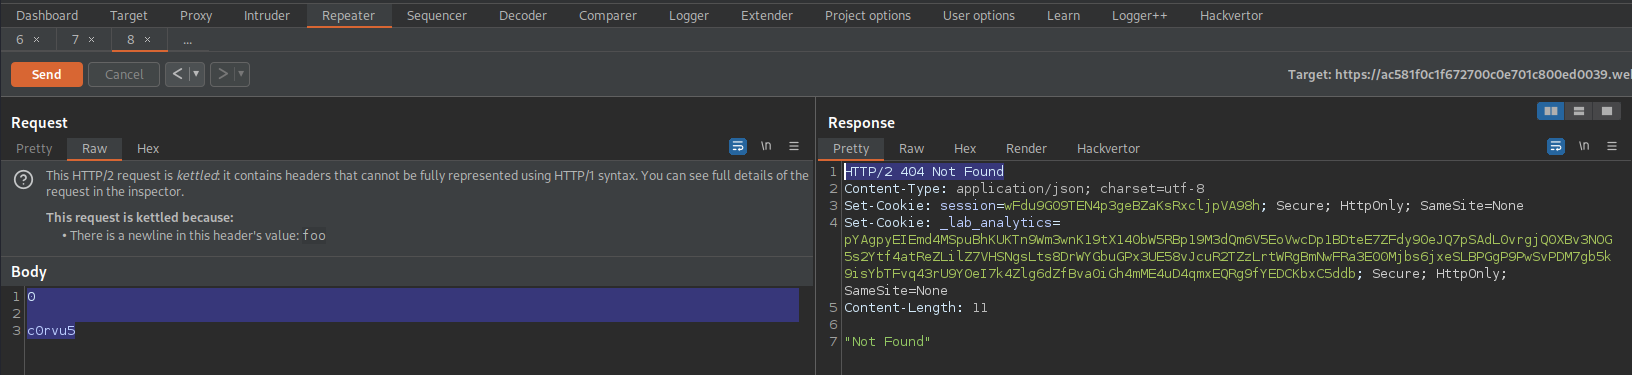 Dashboard Target Proxy Intruder Repeater Sequencer Decoder Comparer Logger Extender Project options User options Learn Logger++ Hackvertor
6 × 7 × 8 × ...
Send Cancel < ▾ > ▾ Target: https://ac581f0c1f672700c0e701c800ed0039.we
Request
Pretty Raw Hex \n
This HTTP/2 request is kettled: it contains headers that cannot be fully represented using HTTP/1 syntax. You can see full details of the
request in the inspector.
This request is kettled because:
• There is a newline in this header's value: foo
Body
1 0
2
3 c0rvu5
Response
Pretty Raw Hex Render Hackvertor \n
1 HTTP/2 404 Not Found
2 Content-Type: application/json; charset=utf-8
3 Set-Cookie: session=wFdu9GO9TEN4p3geBZaKsRxcljpVA98h; Secure; HttpOnly; SameSite=None
4 Set-Cookie: _lab_analytics=
pYAgpyEIEmd4MSpuBhKUKTn9Wm3wnK19tX140bW5RBp19M3dQm6V5EoVwcDp1BDteE7ZFdy90eJQ7pSAdLOvrgjQ0XBv3NOG
5s2Ytf4atReZLilZ7VHSNgsLts8DrWYGbuGPx3UE58vJcuR2TZzLrtWRgBmNwFRa3E0OMjbs6jxeSLBPGgP9PwSvPDM7gb5k
9isYbTFvq43rU9Y0eI7k4Zlg6dZfBva0iGh4mME4uD4qmxEQRg9fYEDCKbxC5ddb; Secure; HttpOnly;
SameSite=None
5 Content-Length: 11
6
7 "Not Found"